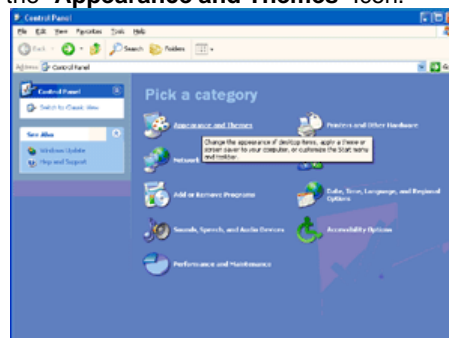 the "Appearance and Themes" icon.
Control Panel
File Edit View Favorites Tools Help
Back Search Folders
Address Control Panel Go
Control Panel
Switch to Classic View
See Also
Windows Update
Help and Support
Pick a category
Appearance and Themes
Printers and Other Hardware
Change the appearance of desktop items, apply a theme or
screen saver to your computer, or customize the Start menu
and taskbar.
Network
Add or Remove Programs
Date, Time, Language, and Regional
Options
Sounds, Speech, and Audio Devices
Accessibility Options
Performance and Maintenance